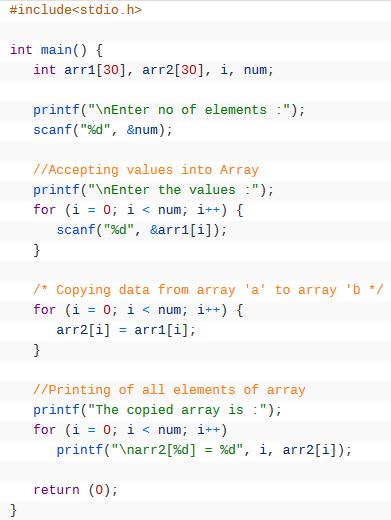 #include<stdio.h>
int main() {
int arr1[30], arr2[30], i, num;
printf("\nEnter no of elements :");
scanf("%d", &num);
//Accepting values into Array
printf("\nEnter the values :");
for (i = 0; i < num; i++) {
scanf("%d", &arr1[i]);
}
/* Copying data from array 'a' to array 'b */
for (i = 0; i < num; i++) {
arr2[i] = arr1[i];
}
//Printing of all elements of array
printf("The copied array is :");
for (i = 0; i < num; i++)
printf("\narr2[%d] = %d", i, arr2[i]);
return (0);
}